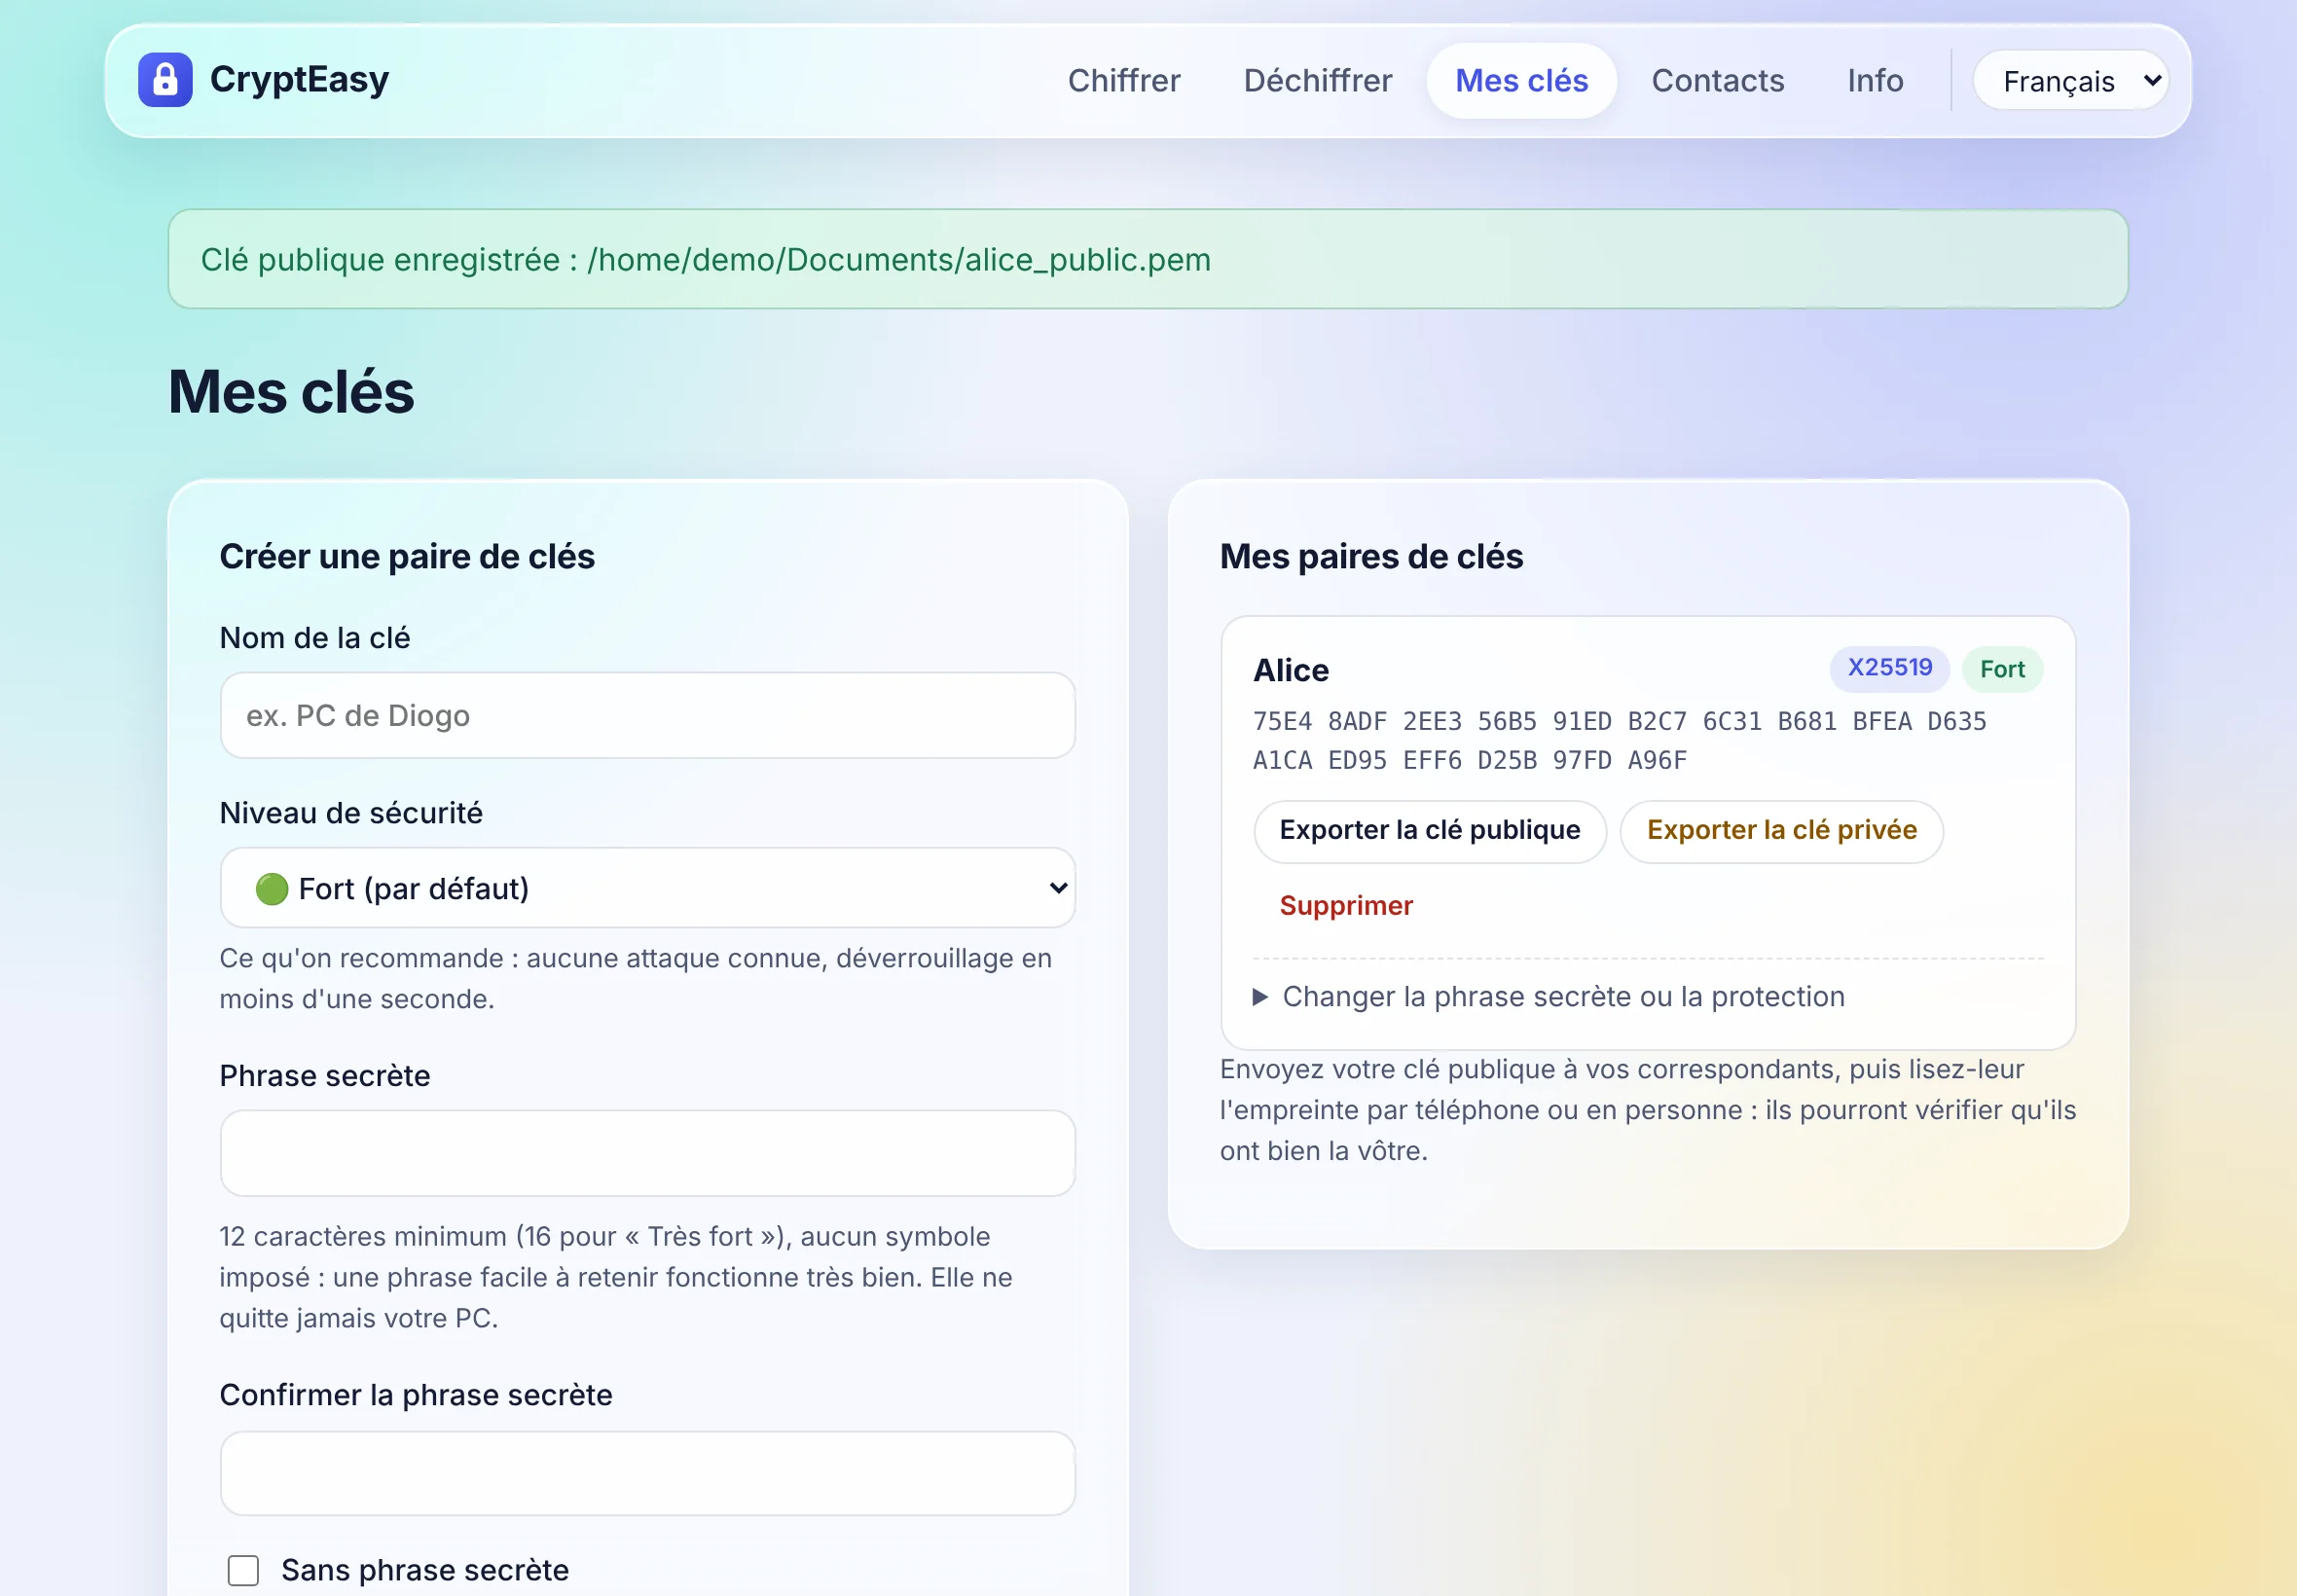 CryptEasy
Chiffrer
Déchiffrer
Mes clés
Contacts
Info
Français
Clé publique enregistrée : /home/demo/Documents/alice_public.pem
Mes clés
Créer une paire de clés
Nom de la clé
ex. PC de Diogo
Niveau de sécurité
Fort (par défaut)
Ce qu'on recommande : aucune attaque connue, déverrouillage en
moins d'une seconde.
Phrase secrète
12 caractères minimum (16 pour « Très fort »), aucun symbole
imposé : une phrase facile à retenir fonctionne très bien. Elle ne
quitte jamais votre PC.
Confirmer la phrase secrète
Sans phrase secrète
Mes paires de clés
Alice
X25519
Fort
75E4 8ADF 2EE3 56B5 91ED B2C7 6C31 B681 BFEA D635
A1CA ED95 EFF6 D25B 97FD A96F
Exporter la clé publique
Exporter la clé privée
Supprimer
Changer la phrase secrète ou la protection
Envoyez votre clé publique à vos correspondants, puis lisez-leur
l'empreinte par téléphone ou en personne : ils pourront vérifier qu'ils
ont bien la vôtre.